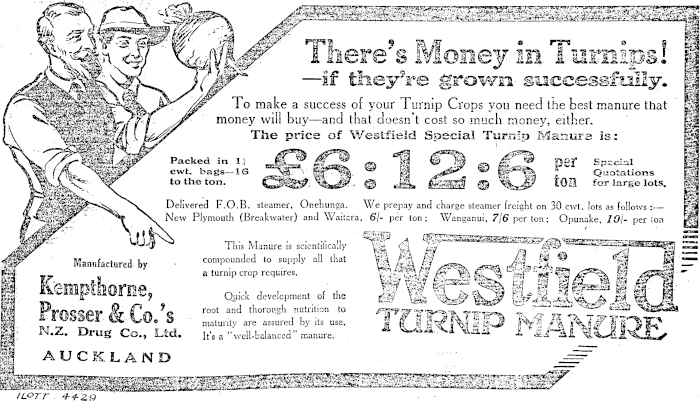 There's Money in Turnips!
—if they're grown successfully.
To make a success of your Turnip Crops you need the best manure that
money will buy—and that doesn't cost so much money, either.
The price of Westfield Special Turnip Manure is:
Packed in 1¼
cwt. bags—16
to the ton.
£6:12:6
per
ton
Special
Quotations
for large lots.
Delivered F.O.B. steamer, Onehunga. We prepay and charge steamer freight on 30 cwt. lots as follows:—
New Plymouth (Breakwater) and Waitara, 6/- per ton; Wanganui, 7/6 per ton; Opunake, 10/- per ton
This Manure is scientifically
compounded to supply all that
a turnip crop requires.
Quick development of the
root and thorough nutrition to
maturity are assured by its use.
It's a "well-balanced" manure.
Westfield
TURNIP MANURE
Manufactured by
Kempthorne,
Prosser & Co.'s
N.Z. Drug Co., Ltd.
AUCKLAND
ILOTT 4429